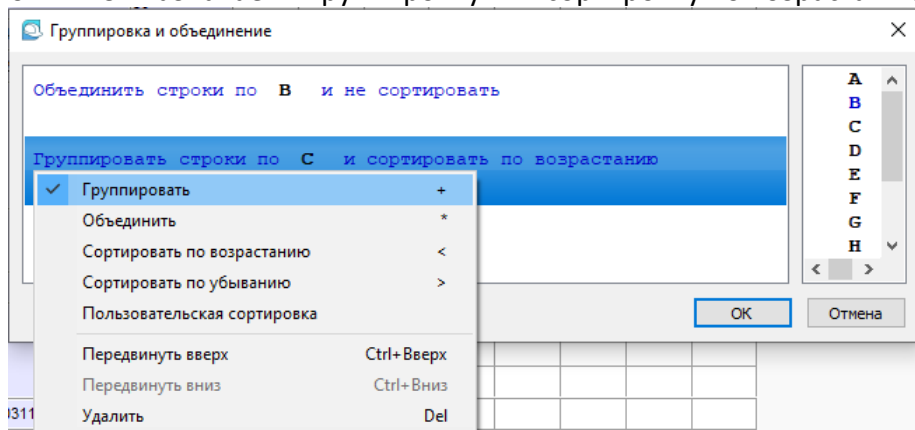 Группировка и объединение
Объединить строки по B и не сортировать
Группировать строки по C и сортировать по возрастанию
A
B
C
D
E
F
G
H
Группировать +
Объединить *
Сортировать по возрастанию <
Сортировать по убыванию >
Пользовательская сортировка
OK Отмена
Передвинуть вверх Ctrl+Вверх
Передвинуть вниз Ctrl+Вниз
0311
Удалить Del